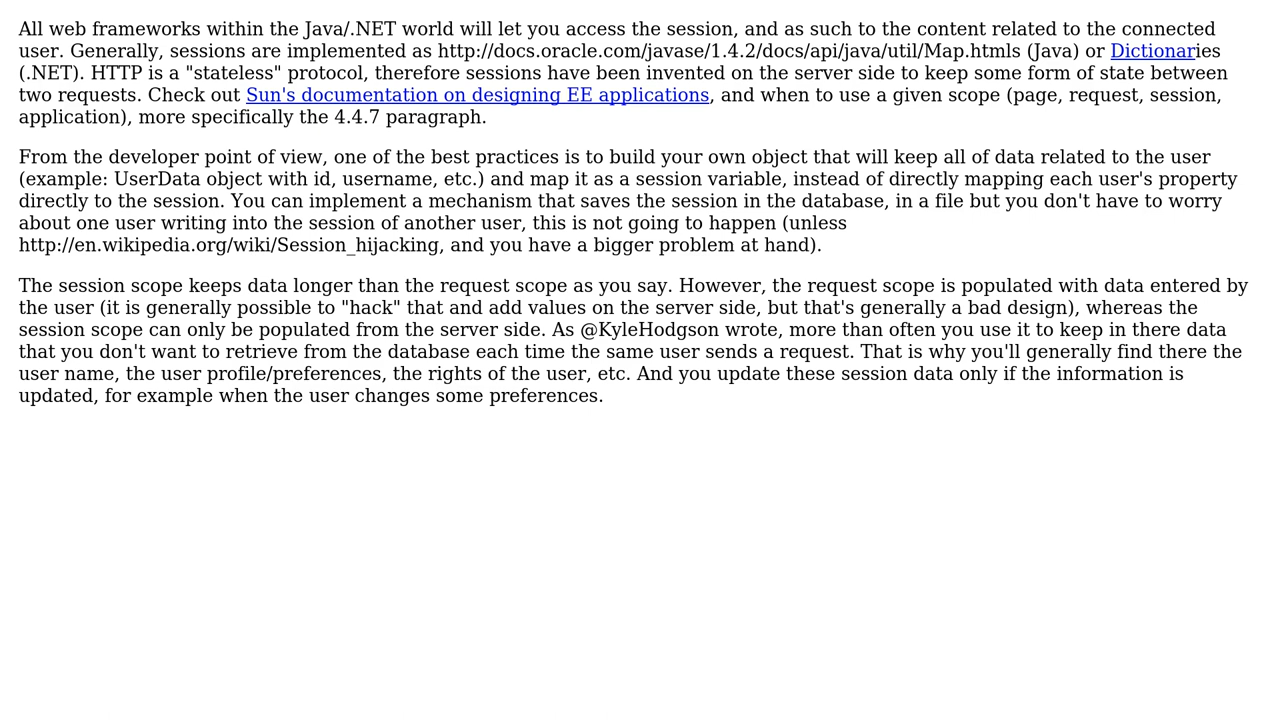 All web frameworks within the Java/.NET world will let you access the session, and as such to the content related to the connected
user. Generally, sessions are implemented as http://docs.oracle.com/javase/1.4.2/docs/api/java/util/Map.htmls (Java) or Dictionaries
(.NET). HTTP is a "stateless" protocol, therefore sessions have been invented on the server side to keep some form of state between
two requests. Check out Sun's documentation on designing EE applications, and when to use a given scope (page, request, session,
application), more specifically the 4.4.7 paragraph.
From the developer point of view, one of the best practices is to build your own object that will keep all of data related to the user
(example: UserData object with id, username, etc.) and map it as a session variable, instead of directly mapping each user's property
directly to the session. You can implement a mechanism that saves the session in the database, in a file but you don't have to worry
about one user writing into the session of another user, this is not going to happen (unless
http://en.wikipedia.org/wiki/Session_hijacking, and you have a bigger problem at hand).
The session scope keeps data longer than the request scope as you say. However, the request scope is populated with data entered by
the user (it is generally possible to "hack" that and add values on the server side, but that's generally a bad design), whereas the
session scope can only be populated from the server side. As @KyleHodgson wrote, more than often you use it to keep in there data
that you don't want to retrieve from the database each time the same user sends a request. That is why you'll generally find there the
user name, the user profile/preferences, the rights of the user, etc. And you update these session data only if the information is
updated, for example when the user changes some preferences.